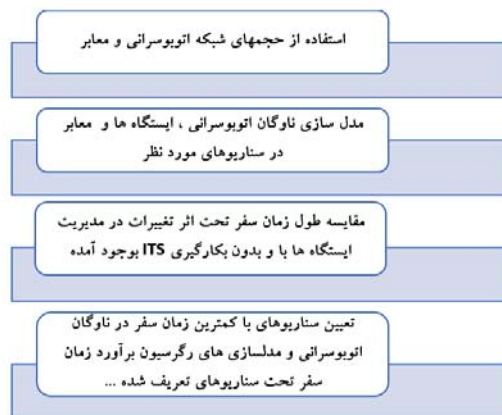 استفاده از حجمهای شبکه اتوبوسرانی و معابر
مدل سازی ناوگان اتوبوسرانی ، ایستگاه ها و معابر
در سناریوهای مورد نظر
مقایسه طول زمان سفر تحت اثر تغییرات در مدیریت
ایستگاه ها با و بدون بکارگیری ITS بوجود آمده
تعیین سناریوهای با کمترین زمان سفر در ناوگان
اتوبوسرانی و مدلسازی های رگرسیون برآورد زمان
سفر تحت سناریوهای تعریف شده ...